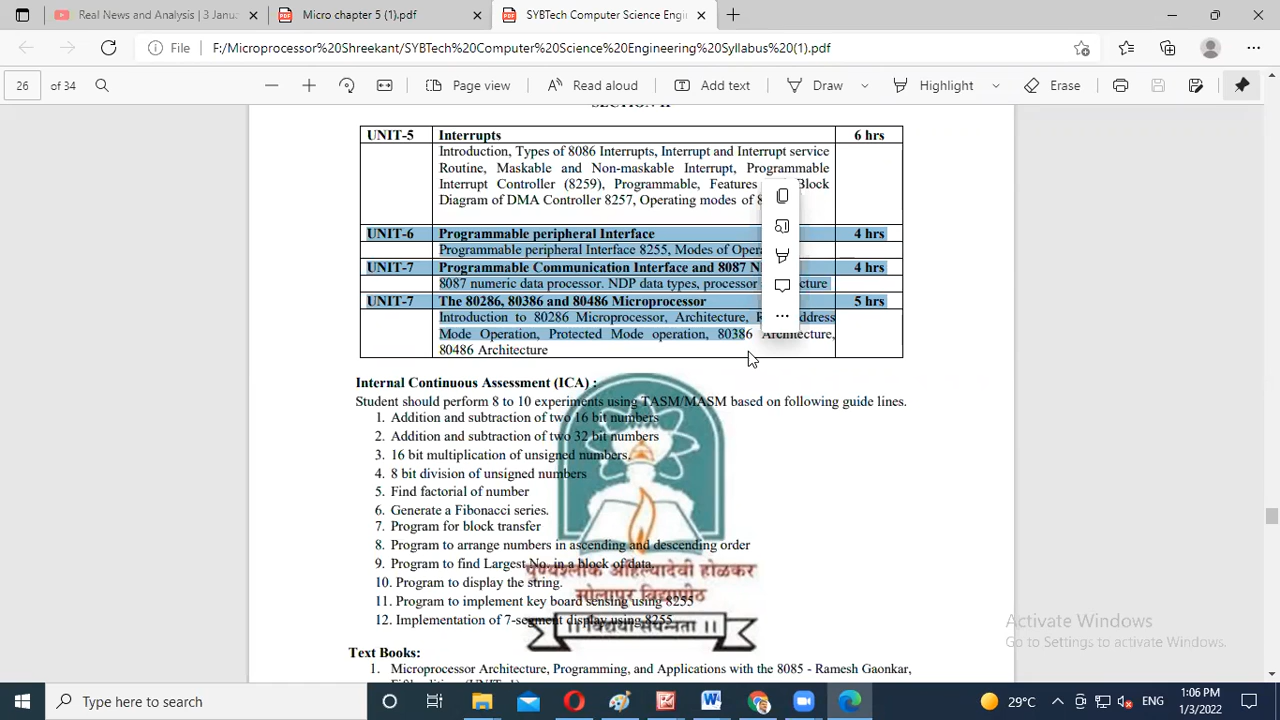 Real News and Analysis | 3 Janu
Micro chapter 5 (1).pdf
SYBTech Computer Science Engi
File
F:/Microprocessor%20Shreekant/SYBTech%20Computer%20Science%20Engineering%20Syllabus%20(1).pdf
26 of 34
Page view
Read aloud
Add text
Draw
Highlight
Erase
SECTION II
UNIT-5 Interrupts 6 hrs
Introduction, Types of 8086 Interrupts, Interrupt and Interrupt service
Routine, Maskable and Non-maskable Interrupt, Programmable
Interrupt Controller (8259), Programmable, Features Block
Diagram of DMA Controller 8257, Operating modes of 8
UNIT-6 Programmable peripheral Interface 4 hrs
Programmable peripheral Interface 8255, Modes of Opera
UNIT-7 Programmable Communication Interface and 8087 N 4 hrs
8087 numeric data processor. NDP data types, processor
UNIT-7 The 80286, 80386 and 80486 Microprocessor 5 hrs
Introduction to 80286 Microprocessor, Architecture,
Mode Operation, Protected Mode operation, 80386 Architecture,
80486 Architecture
Internal Continuous Assessment (ICA) :
Student should perform 8 to 10 experiments using TASM/MASM based on following guide lines.
1. Addition and subtraction of two 16 bit numbers
2. Addition and subtraction of two 32 bit numbers
3. 16 bit multiplication of unsigned numbers,
4. 8 bit division of unsigned numbers
5. Find factorial of number
6. Generate a Fibonacci series.
7. Program for block transfer
8. Program to arrange numbers in ascending and descending order
9. Program to find Largest No. in a block of data,
पुण्यश्लोक अहिल्यादेवी होळकर
10. Program to display the string.
सोलापूर विद्यापीठ
11. Program to implement key board sensing using 8255
12. Implementation of 7-segment display using 8255
।। विद्यया संपन्नता ।।
Activate Windows
Go to Settings to activate Windows.
Text Books:
1. Microprocessor Architecture, Programming, and Applications with the 8085 - Ramesh Gaonkar,
Type here to search
29°C
ENG
1:06 PM
1/3/2022